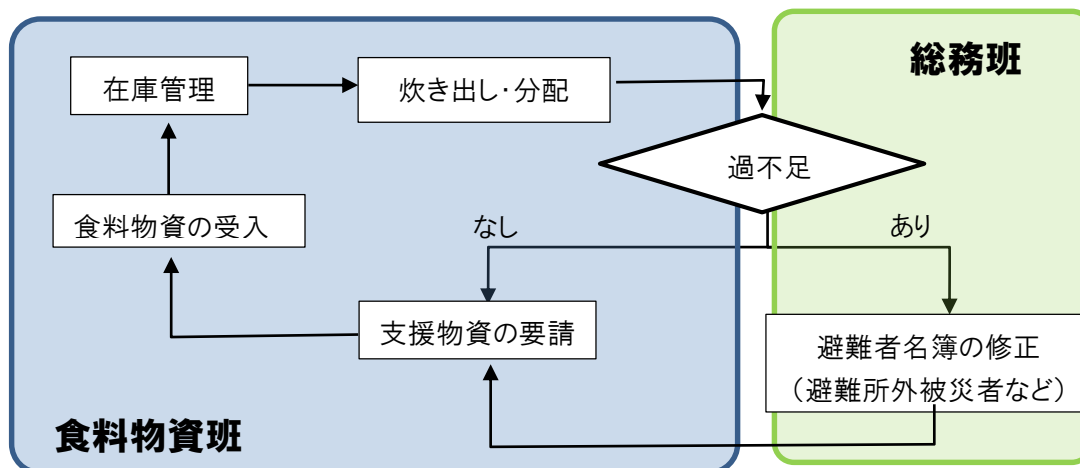 総務班
在庫管理
炊き出し・分配
過不足
食料物資の受入
なし
あり
支援物資の要請
避難者名簿の修正
（避難所外被災者など）
食料物資班